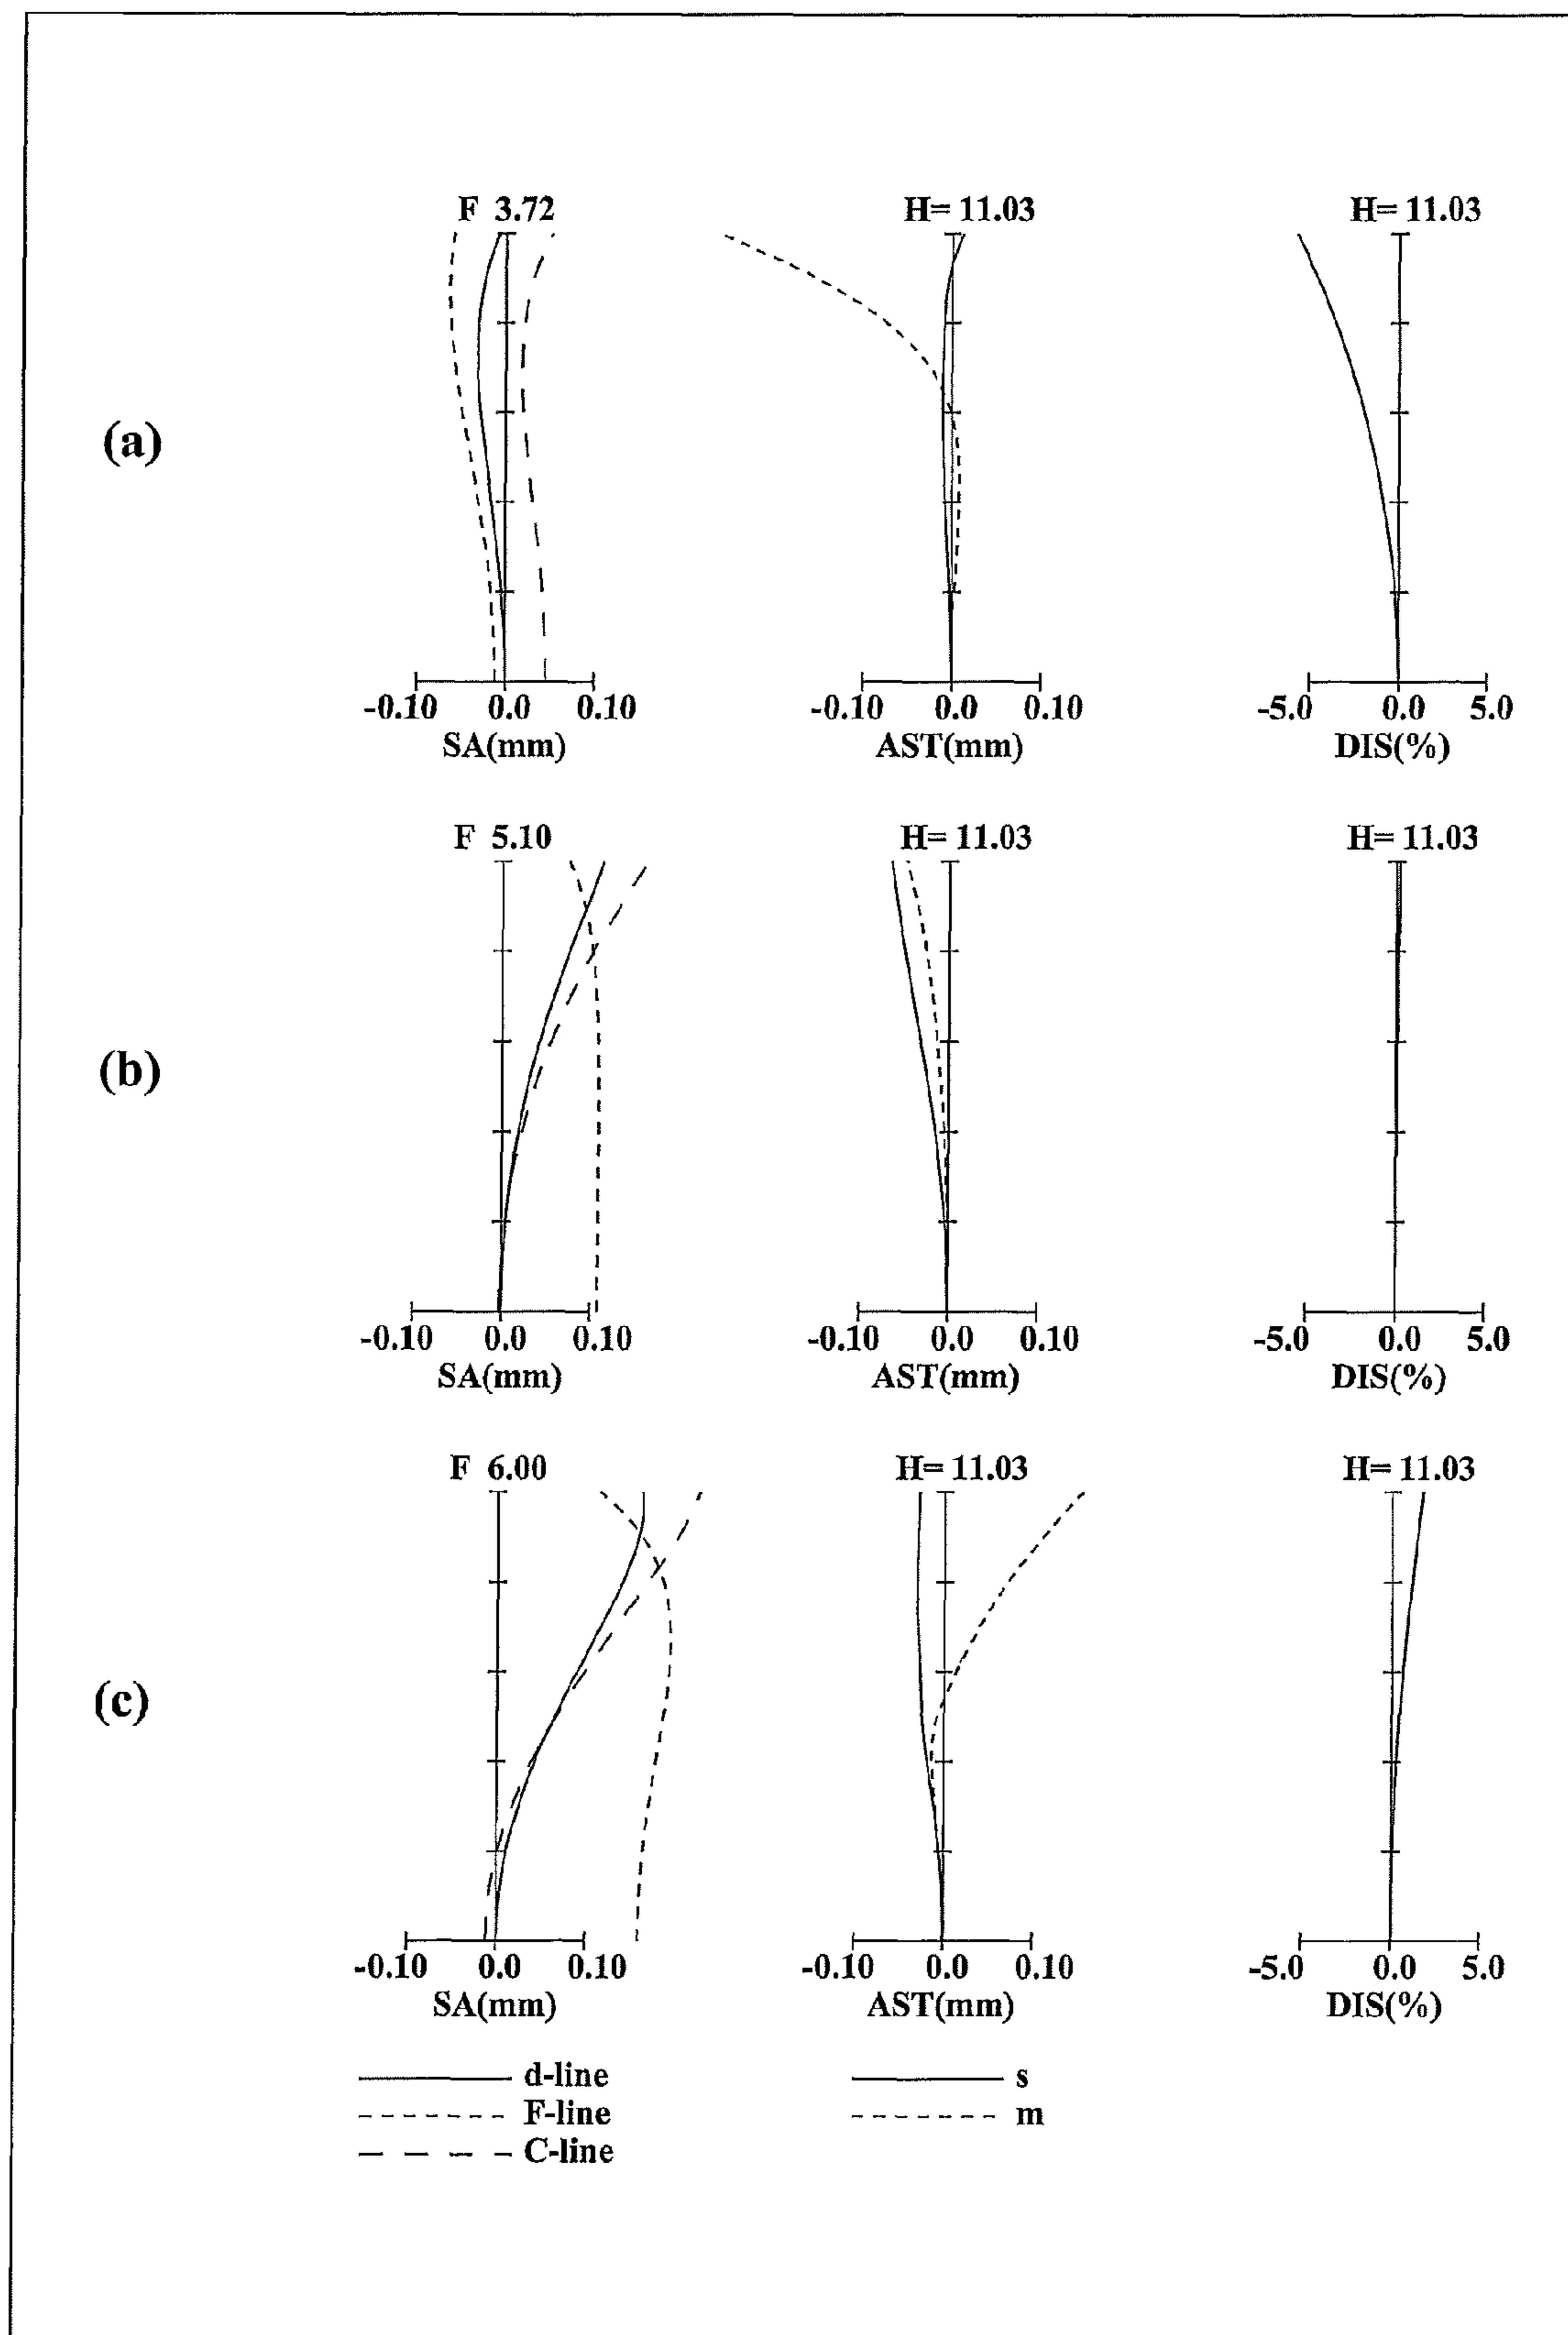 F 3.72 H= 11.03 H= 11.03
(a)
-0.10 0.0 0.10 -0.10 0.0 0.10 -5.0 0.0 5.0
SA(mm) AST(mm) DIS(%)
F 5.10 H= 11.03 H= 11.03
(b)
-0.10 0.0 0.10 -0.10 0.0 0.10 -5.0 0.0 5.0
SA(mm) AST(mm) DIS(%)
F 6.00 H= 11.03 H= 11.03
(c)
-0.10 0.0 0.10 -0.10 0.0 0.10 -5.0 0.0 5.0
SA(mm) AST(mm) DIS(%)
d-line s
F-line m
C-line